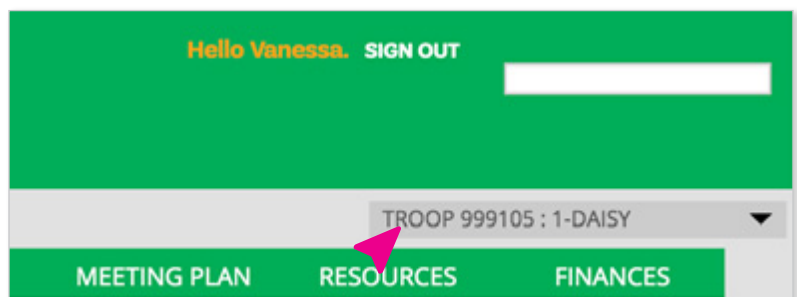 Hello Vanessa. SIGN OUT
TROOP 999105 : 1-DAISY
MEETING PLAN RESOURCES FINANCES